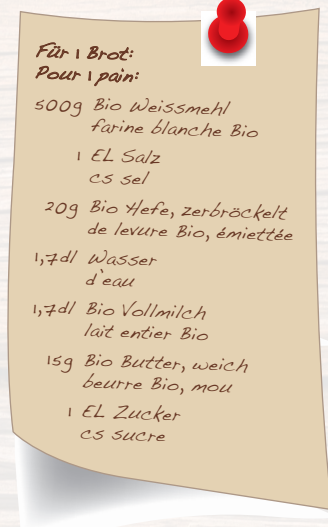 Für 1 Brot:
Pour 1 pain:
500g Bio Weissmehl
farine blanche Bio
1 EL Salz
cs sel
20g Bio Hefe, zerbröckelt
de levure Bio, émiettée
1,7dl Wasser
d'eau
1,7dl Bio Vollmilch
lait entier Bio
15g Bio Butter, weich
beurre Bio, mou
1 EL Zucker
cs sucre